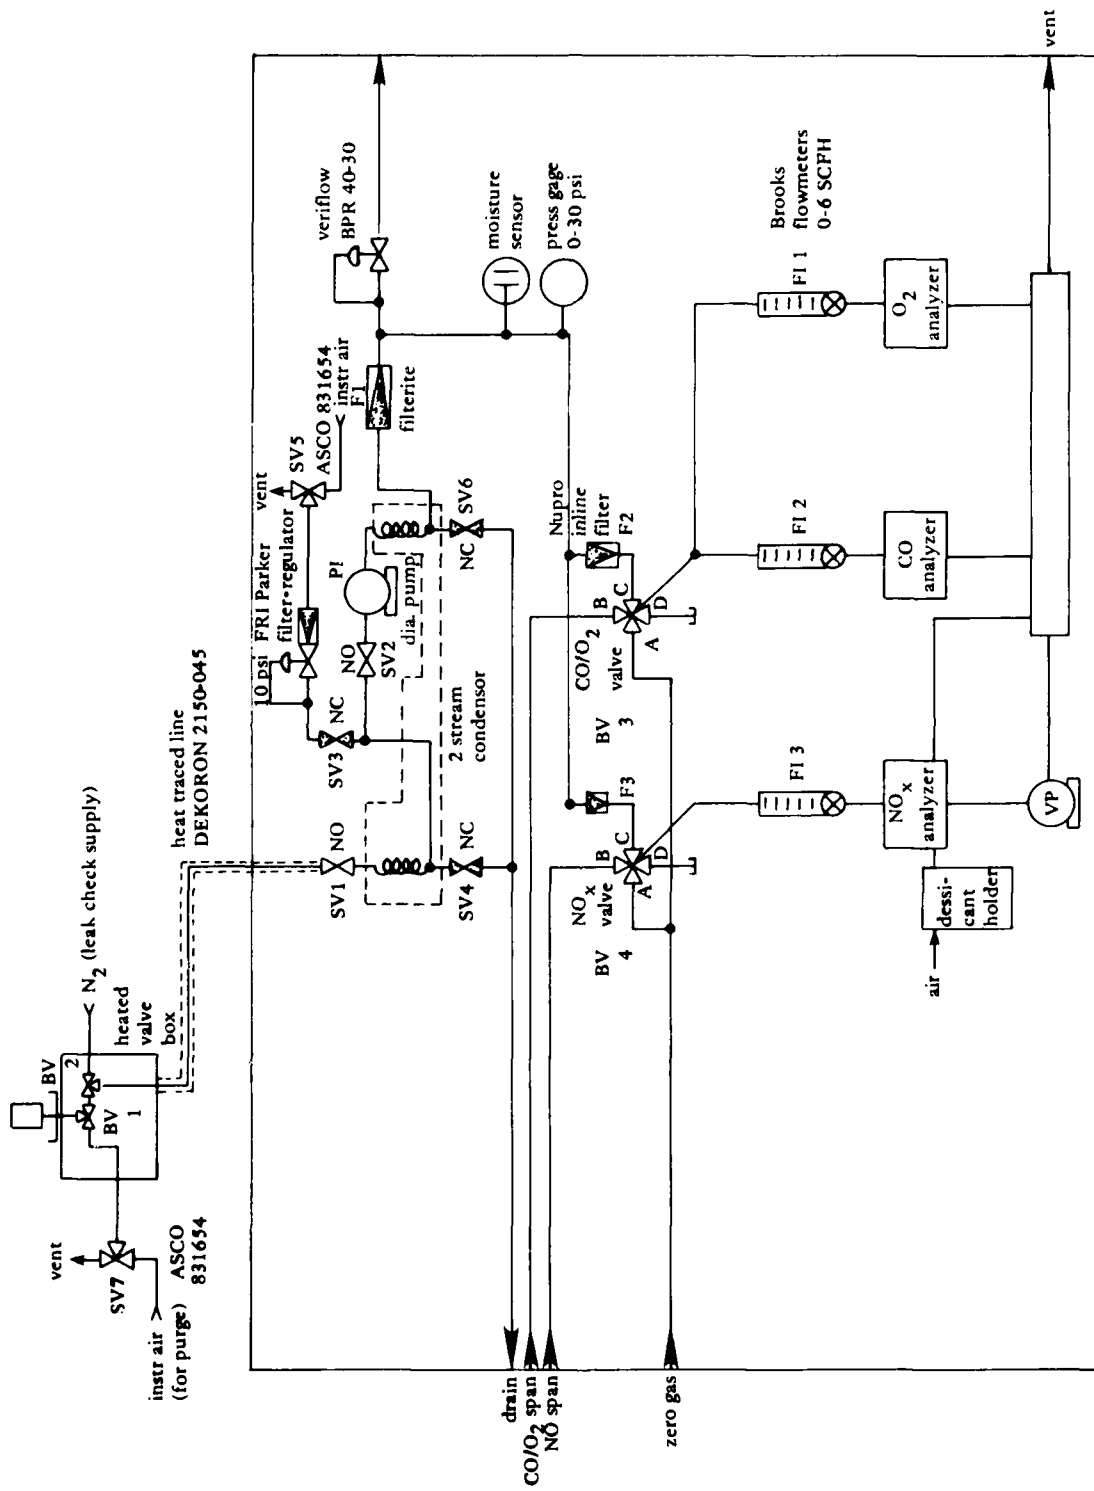 vent
SV7
instr air
(for purge)
ASCO
831654
BV
1
BV
2
N2 (leak check supply)
heated
valve
box
heat traced line
DEKORON 2150-045
SV1
NO
SV3
NC
SV4
NC
10 psi
FRI Parker
filter-regulator
NO
SV2
PI
dia. pump
2 stream
condensor
vent
SV5
ASCO 831654
instr air
F1
filterite
SV6
NC
veriflow
BPR 40-30
moisture
sensor
press gage
0-30 psi
drain
CO/O2 span
NO span
zero gas
NOx
valve
BV
4
A
B
C
D
F3
CO/O2
valve
BV
3
A
B
C
D
Nupro
inline
filter
F2
FI 3
FI 2
FI 1
Brooks
flowmeters
0-6 SCFH
air
dessi-
cant
holder
NOx
analyzer
CO
analyzer
O2
analyzer
VP
vent